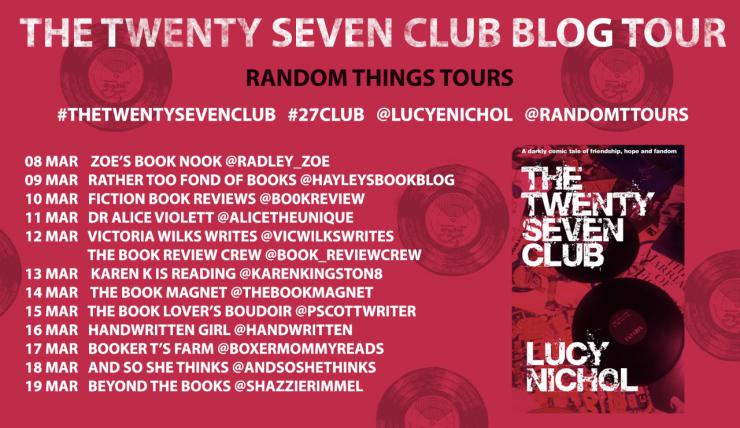 THE TWENTY SEVEN CLUB BLOG TOUR
RANDOM THINGS TOURS
#THETWENTYSEVENCLUB #27CLUB @LUCYENICHOL @RANDOMTTOURS
08 MAR ZOE'S BOOK NOOK @RADLEY_ZOE
09 MAR RATHER TOO FOND OF BOOKS @HAYLEYSBOOKBLOG
10 MAR FICTION BOOK REVIEWS @BO0KREVIEW
11 MAR DR ALICE VIOLETT @ALICETHEUNIQUE
12 MAR VICTORIA WILKS WRITES @VICWILKSWRITES
THE BOOK REVIEW CREW @BOOK_REVIEWCREW
13 MAR KAREN K IS READING @KARENKINGSTON8
14 MAR THE BOOK MAGNET @THEBOOKMAGNET
15 MAR THE BOOK LOVER'S BOUDOIR @PSCOTTWRITER
16 MAR HANDWRITTEN GIRL @HANDWRITTEN
17 MAR BOOKER T'S FARM @BOXERMOMMYREADS
18 MAR AND SO SHE THINKS @ANDSOSHETHINKS
19 MAR BEYOND THE BOOKS @SHAZZIERIMMEL
A darkly comic tale of friendship, hope and fandom
THE
TWENTY
SEVEN
CLUB
LUCY
NICHOL